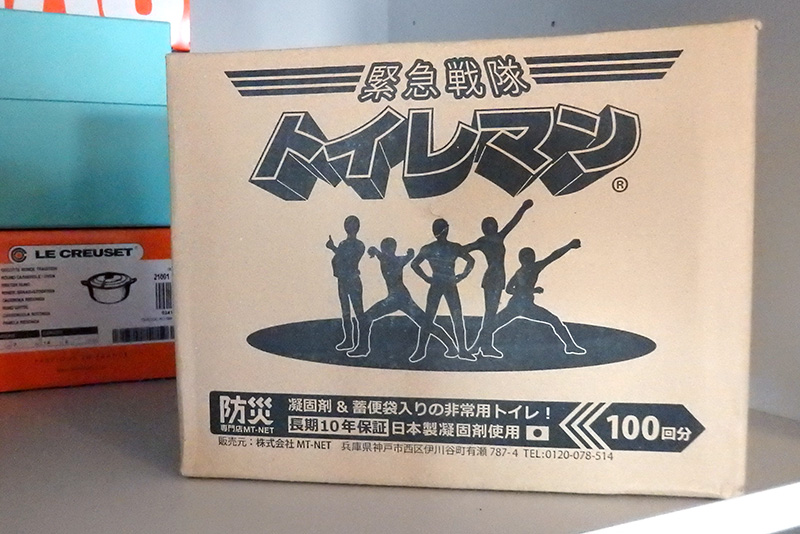 緊急戦隊
トイレマン
®
LE CREUSET
21001
防災
専門店MT-NET
凝固剤 & 蓄便袋入りの非常用トイレ!
長期10年保証 日本製凝固剤使用
100回分
販売元:株式会社 MT-NET 兵庫県神戸市西区伊川谷町有瀬 787-4 TEL:0120-078-514